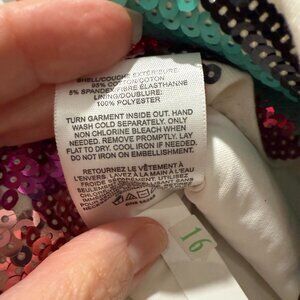 SHELL/COUCHE EXTÉRIEURE:
95% COTTON/COTON
5% SPANDEX/FIBRE ÉLASTHANNE
LINING/DOUBLURE:
100% POLYESTER
TURN GARMENT INSIDE OUT. HAND
WASH COLD SEPARATELY. ONLY
NON CHLORINE BLEACH WHEN
NEEDED. REMOVE PROMPTLY. LAY
FLAT TO DRY. COOL IRON IF NEEDED.
DO NOT IRON ON EMBELLISHMENT.
RETOURNEZ LE VÊTEMENT À
L'ENVERS. LAVEZ À LA MAIN ET
16